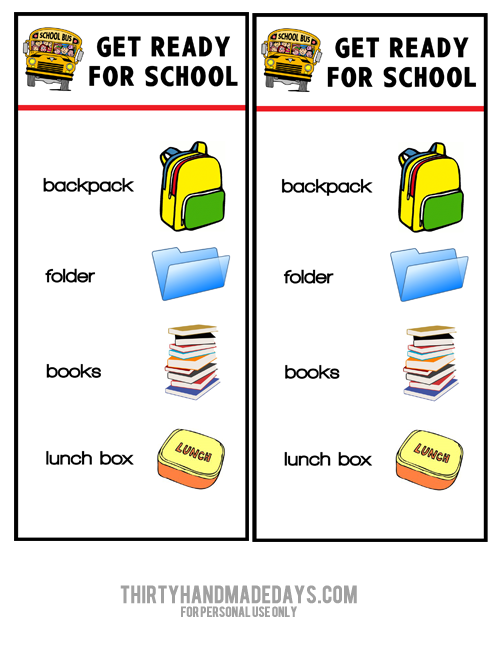 SCHOOL BUS
GET READY
FOR SCHOOL
backpack
folder
books
lunch box
LUNCH
SCHOOL BUS
GET READY
FOR SCHOOL
backpack
folder
books
lunch box
LUNCH
THIRTYHANDMADEDAYS.COM
FOR PERSONAL USE ONLY